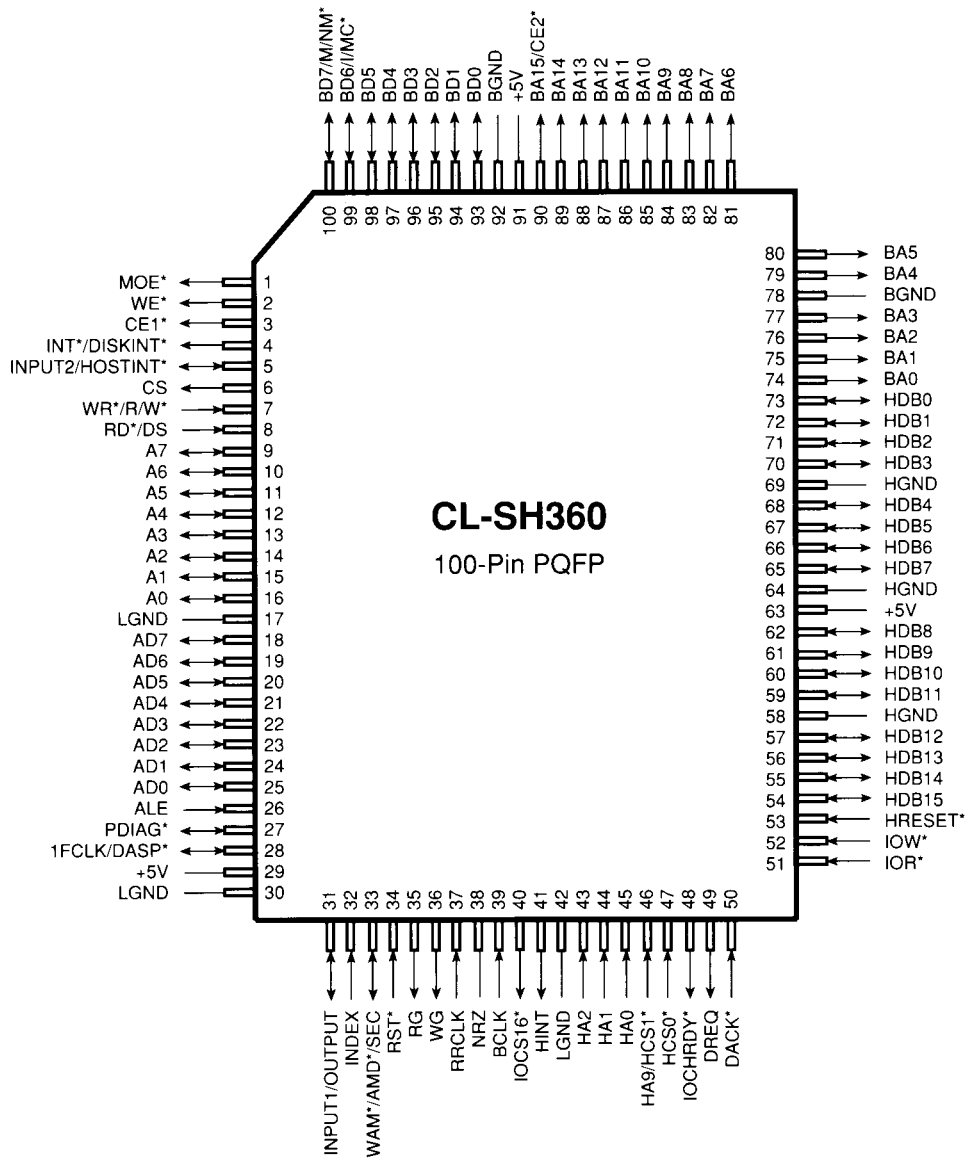 BD7/M/NM*
BD6/I/MC*
BD5
BD4
BD3
BD2
BD1
BD0
BGND
+5V
BA15/CE2*
BA14
BA13
BA12
BA11
BA10
BA9
BA8
BA7
BA6
100
99
98
97
96
95
94
93
92
91
90
89
88
87
86
85
84
83
82
81
MOE* 1
WE* 2
CE1* 3
INT*/DISKINT* 4
INPUT2/HOSTINT* 5
CS 6
WR*/R/W* 7
RD*/DS 8
A7 9
A6 10
A5 11
A4 12
A3 13
A2 14
A1 15
A0 16
LGND 17
AD7 18
AD6 19
AD5 20
AD4 21
AD3 22
AD2 23
AD1 24
AD0 25
ALE 26
PDIAG* 27
1FCLK/DASP* 28
+5V 29
LGND 30
CL-SH360
100-Pin PQFP
80 BA5
79 BA4
78 BGND
77 BA3
76 BA2
75 BA1
74 BA0
73 HDB0
72 HDB1
71 HDB2
70 HDB3
69 HGND
68 HDB4
67 HDB5
66 HDB6
65 HDB7
64 HGND
63 +5V
62 HDB8
61 HDB9
60 HDB10
59 HDB11
58 HGND
57 HDB12
56 HDB13
55 HDB14
54 HDB15
53 HRESET*
52 IOW*
51 IOR*
31
32
33
34
35
36
37
38
39
40
41
42
43
44
45
46
47
48
49
50
INPUT1/OUTPUT
INDEX
WAM*/AMD*/SEC
RST*
RG
WG
RRCLK
NRZ
BCLK
IOCS16*
HINT
LGND
HA2
HA1
HA0
HA9/HCS1*
HCS0*
IOCHRDY*
DREQ
DACK*